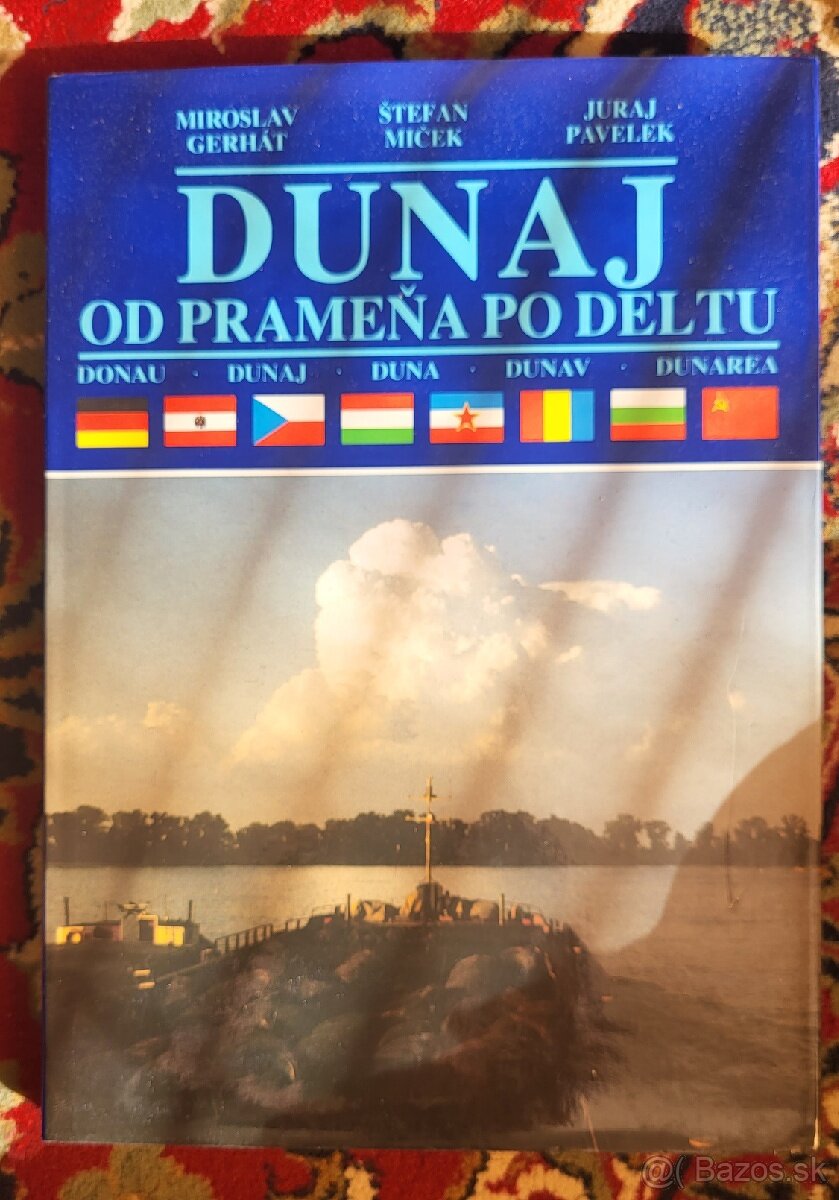 MIROSLAV ŠTEFAN JURAJ
GERHÁT MIČEK PAVELEK
DUNAJ
OD PRAMEŇA PO DELTU
DONAU · DUNAJ · DUNA · DUNAV · DUNAREA
@( Bazos.sk